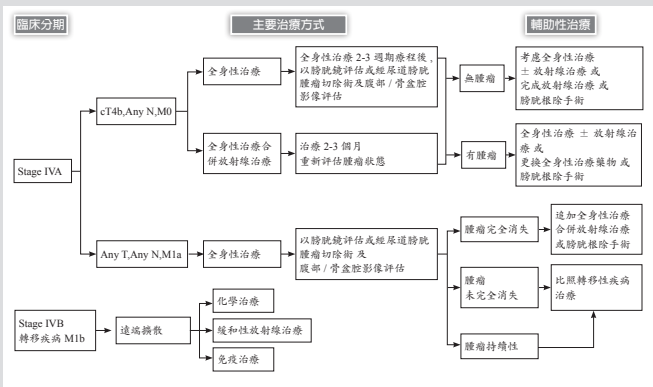 臨床分期
主要治療方式
輔助性治療
Stage IVA
cT4b,Any N,M0
全身性治療
全身性治療 2-3 週期療程後 ,
以膀胱鏡評估或經尿道膀胱
腫瘤切除術及腹部 / 骨盆腔
影像評估
無腫瘤
考慮全身性治療
± 放射線治療 或
完成放射線治療 或
膀胱根除手術
全身性治療合
併放射線治療
治療 2-3 個月
重新評估腫瘤狀態
有腫瘤
全身性治療 ± 放射線治
療 或
更換全身性治療藥物 或
膀胱根除手術
Any T,Any N,M1a
全身性治療
以膀胱鏡評估或經尿道膀胱
腫瘤切除術 及
腹部 / 骨盆腔影像評估
腫瘤完全消失
追加全身性治療
合併放射線治療
或膀胱根除手術
腫瘤
未完全消失
比照轉移性疾病
治療
腫瘤持續性
Stage IVB
轉移疾病 M1b
遠端擴散
化學治療
緩和性放射線治療
免疫治療